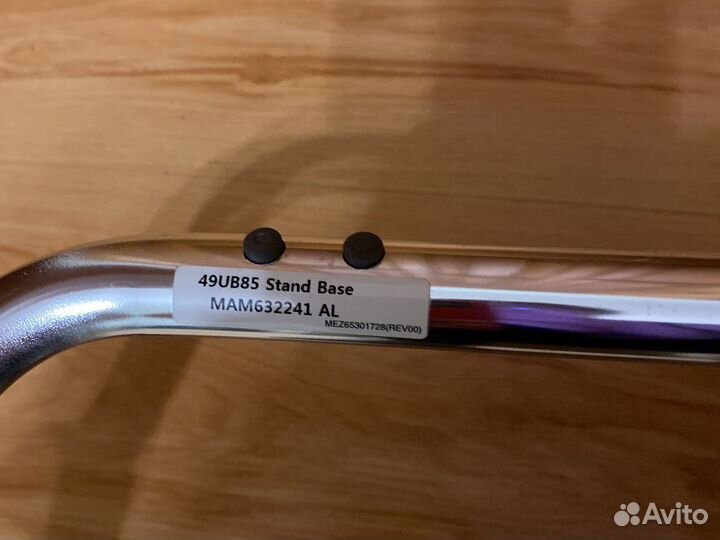 49UB85 Stand Base
MAM632241 AL
MEZ65301728(REV00)
Avito